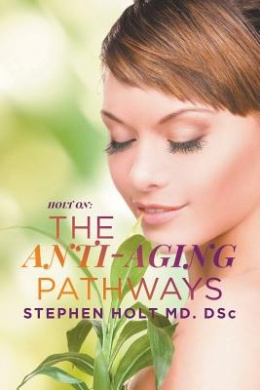 HOLT ON:
THE
ANTI-AGING
PATHWAYS
STEPHEN HOLT MD. DSc